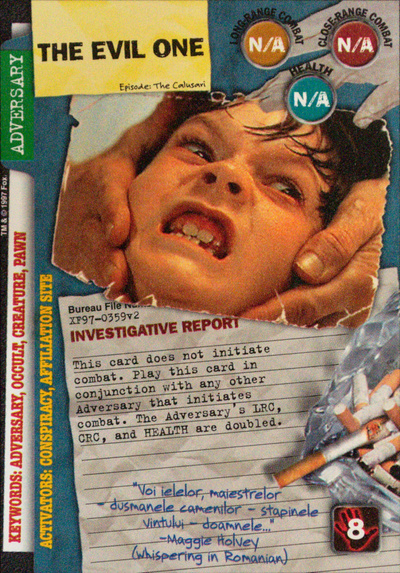 THE EVIL ONE
Episode: The Calusari
LONG-RANGE COMBAT
N/A
CLOSE-RANGE COMBAT
N/A
HEALTH
N/A
ADVERSARY
TM & © 1997 Fox.
KEYWORDS: ADVERSARY, OCCULT, CREATURE, PAWN
ACTIVATORS: CONSPIRACY, AFFILIATION SITE
Bureau File
XF97-0359v2
INVESTIGATIVE REPORT
This card does not initiate
combat. Play this card in
conjunction with any other
Adversary that initiates
combat. The Adversary's LRC,
CRC, and HEALTH are doubled.
"Voi ielelor, maiestrelor
- dusmanele camenilor - stapinele
vintului - doamnele..."
-Maggie Holvey
(whispering in Romanian)
8